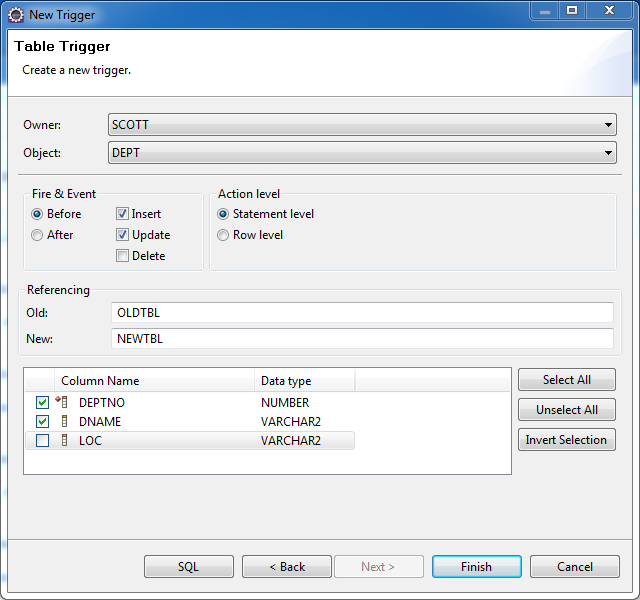 New Trigger
Table Trigger
Create a new trigger.
Owner: SCOTT
Object: DEPT
Fire & Event
Before Insert
After Update
Delete
Action level
Statement level
Row level
Referencing
Old: OLDTBL
New: NEWTBL
Column Name Data type
DEPTNO NUMBER
DNAME VARCHAR2
LOC VARCHAR2
Select All
Unselect All
Invert Selection
SQL < Back Next > Finish Cancel